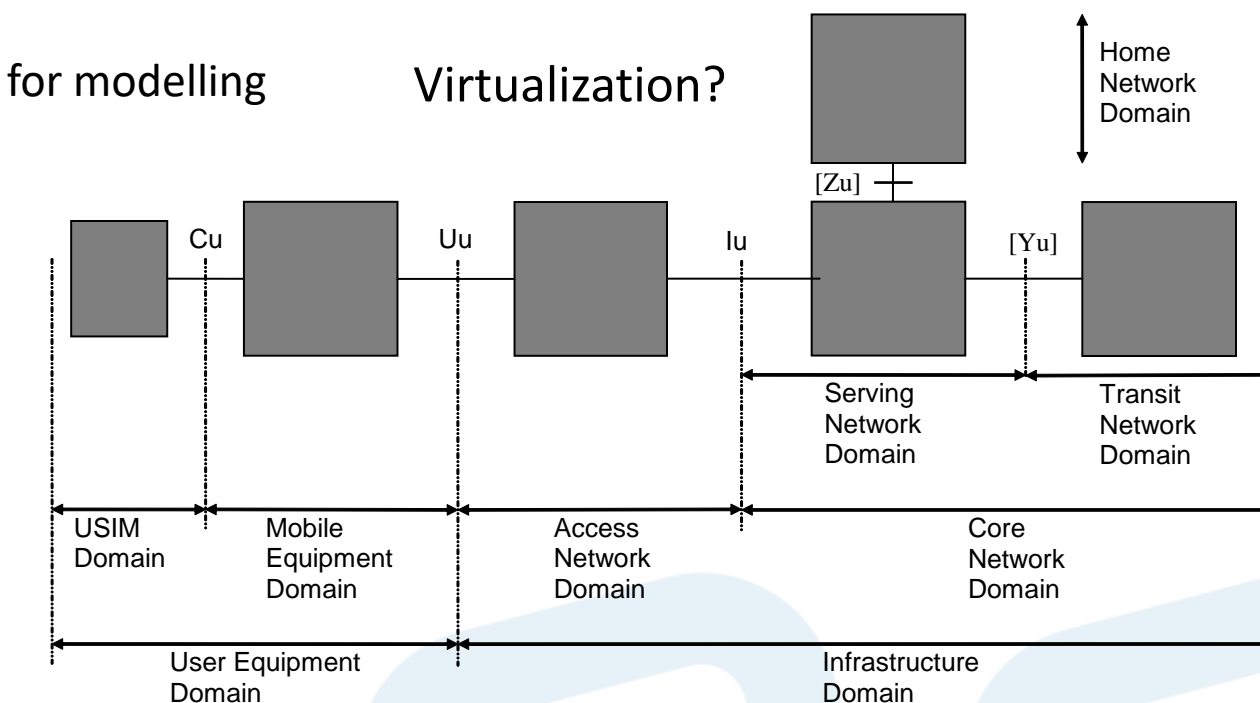 for modelling Virtualization?
Home
Network
Domain
[Zu]
Cu
Uu
Iu
[Yu]
Serving
Network
Domain
Transit
Network
Domain
USIM
Domain
Mobile
Equipment
Domain
Access
Network
Domain
Core
Network
Domain
User Equipment
Domain
Infrastructure
Domain